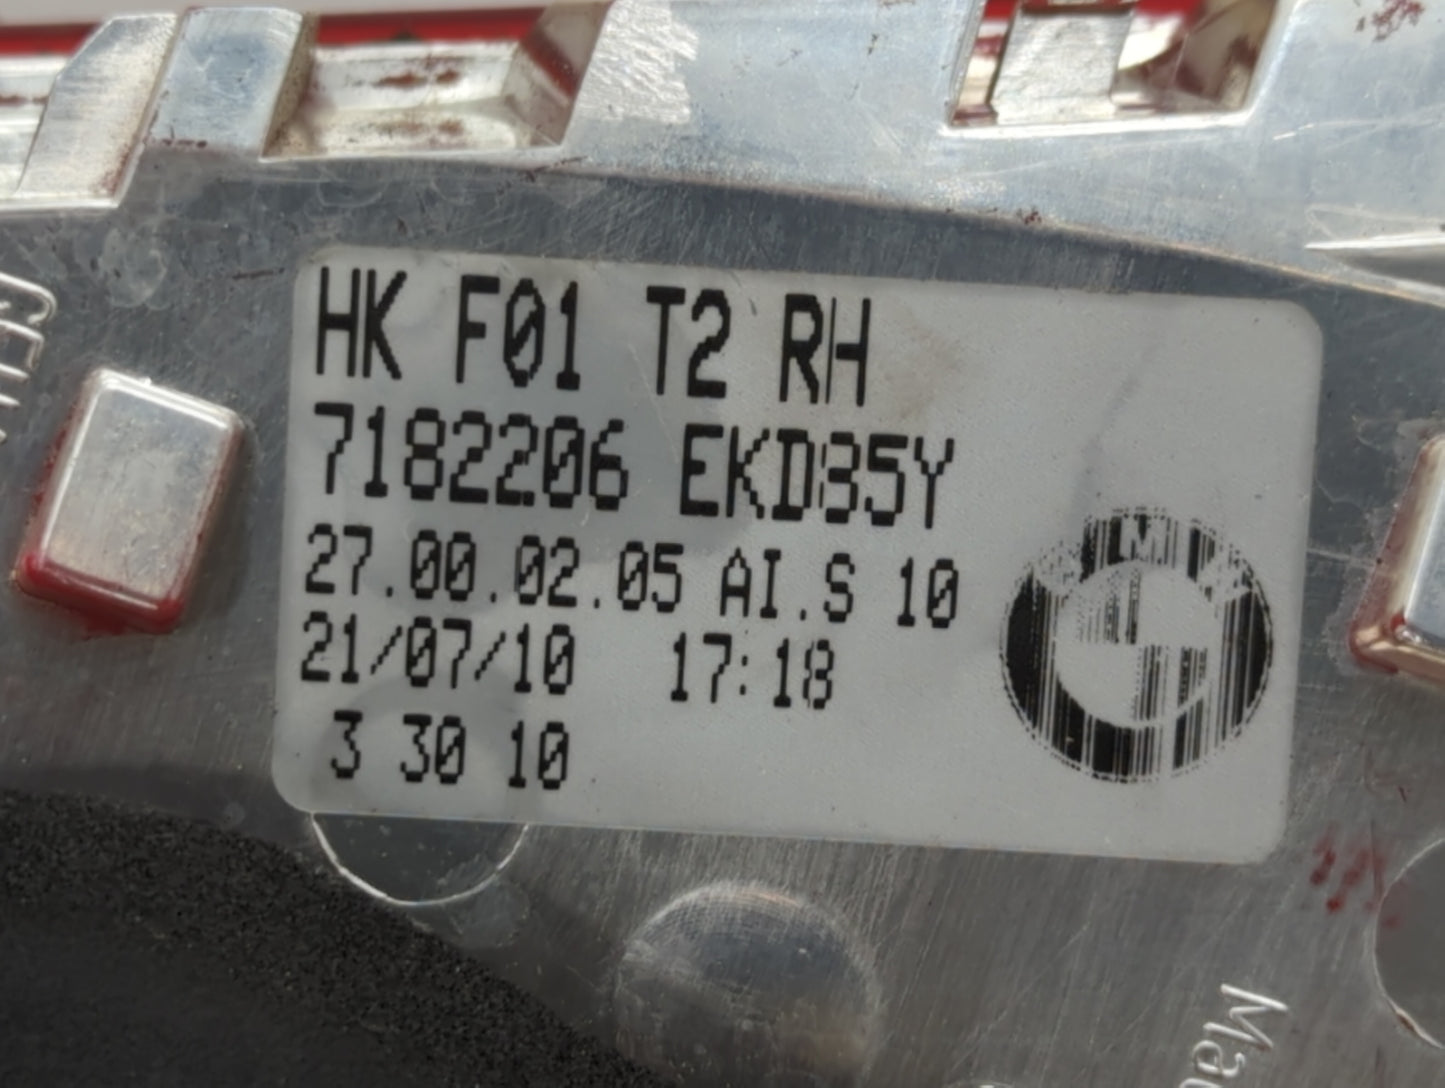 HK F01 T2 RH
7182206 EKD35Y
27.00.02.05 AI.S 10
21/07/10 17:18
3 30 10
BMW